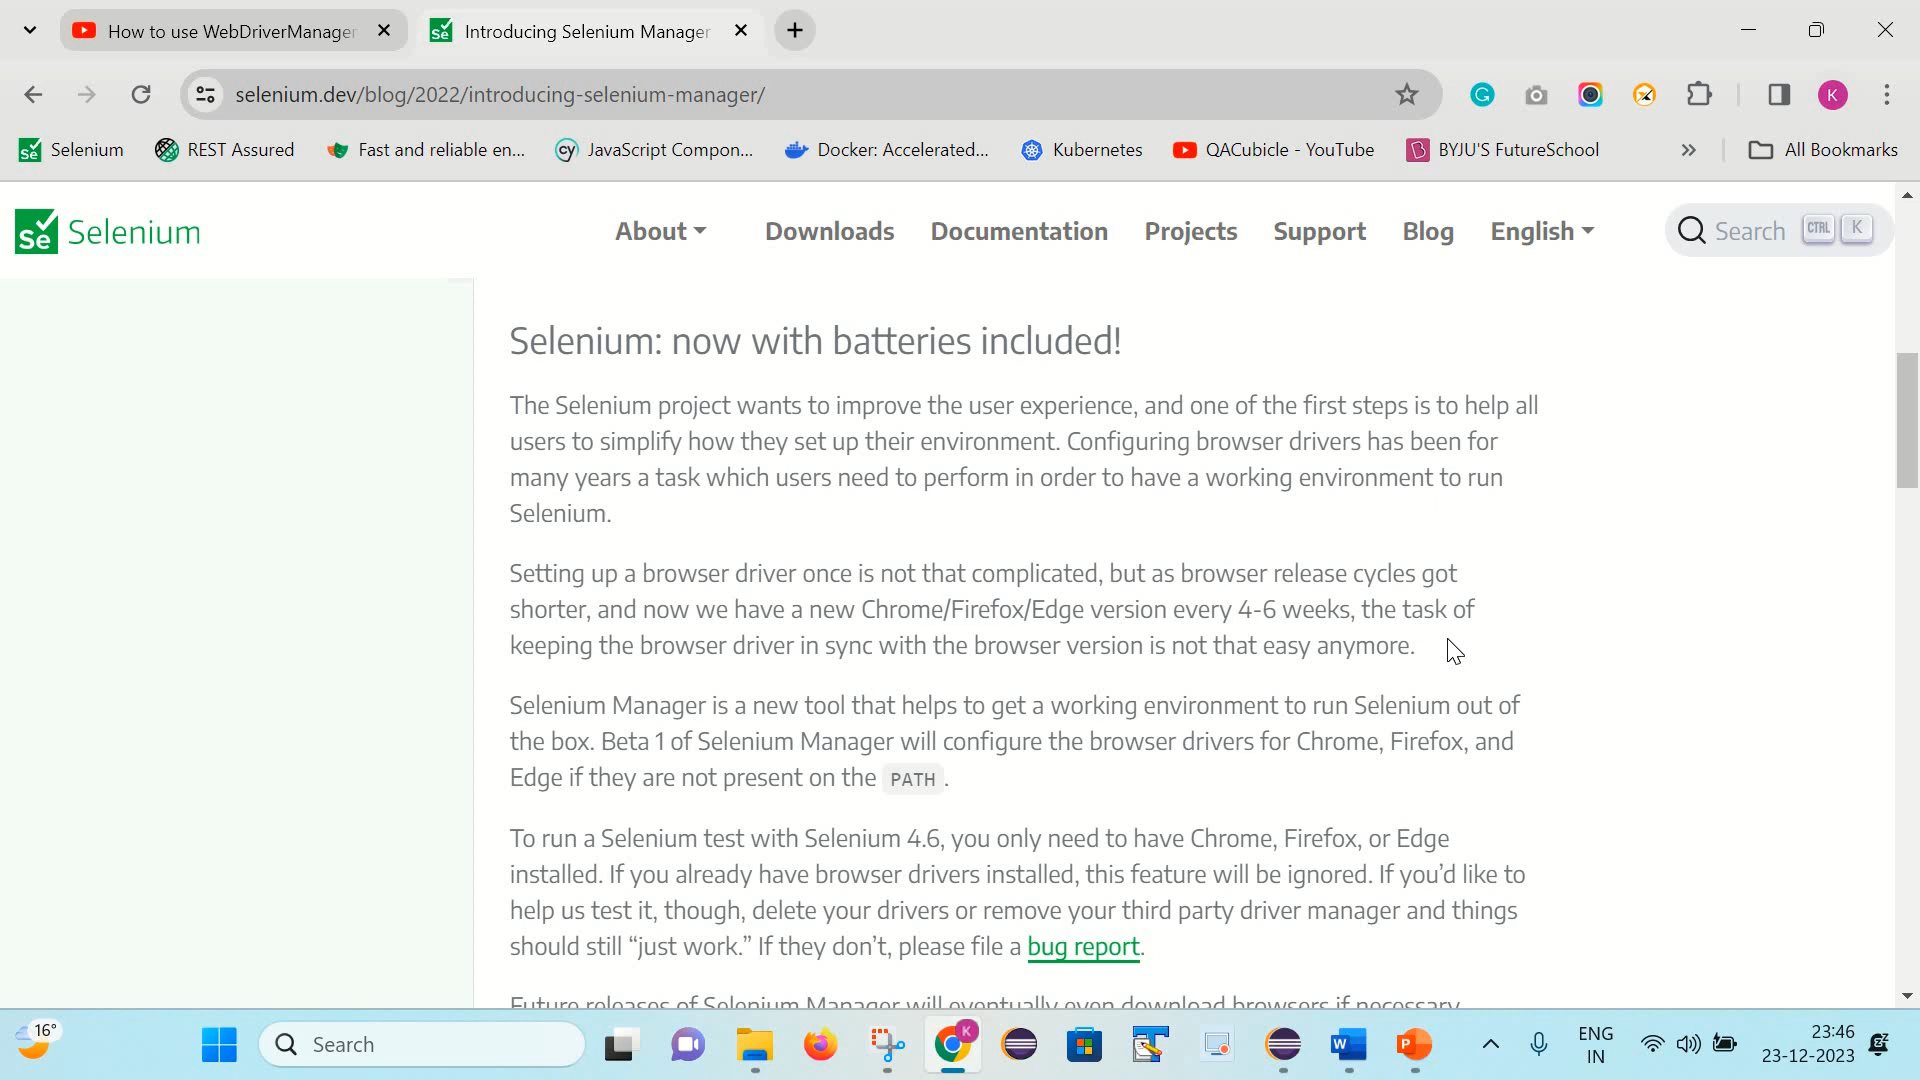 How to use WebDriverManager
Introducing Selenium Manager
selenium.dev/blog/2022/introducing-selenium-manager/
K
Se Selenium
REST Assured
Fast and reliable en...
cy JavaScript Compon...
Docker: Accelerated...
Kubernetes
QACubicle - YouTube
BYJU'S FutureSchool
All Bookmarks
Se Selenium
About
Downloads
Documentation
Projects
Support
Blog
English
Search CTRL K
Selenium: now with batteries included!
The Selenium project wants to improve the user experience, and one of the first steps is to help all
users to simplify how they set up their environment. Configuring browser drivers has been for
many years a task which users need to perform in order to have a working environment to run
Selenium.
Setting up a browser driver once is not that complicated, but as browser release cycles got
shorter, and now we have a new Chrome/Firefox/Edge version every 4-6 weeks, the task of
keeping the browser driver in sync with the browser version is not that easy anymore.
Selenium Manager is a new tool that helps to get a working environment to run Selenium out of
the box. Beta 1 of Selenium Manager will configure the browser drivers for Chrome, Firefox, and
Edge if they are not present on the PATH.
To run a Selenium test with Selenium 4.6, you only need to have Chrome, Firefox, or Edge
installed. If you already have browser drivers installed, this feature will be ignored. If you’d like to
help us test it, though, delete your drivers or remove your third party driver manager and things
should still “just work.” If they don’t, please file a bug report.
Future releases of Selenium Manager will eventually even download browsers if necessary.
16°
Search
ENG
IN
23:46
23-12-2023